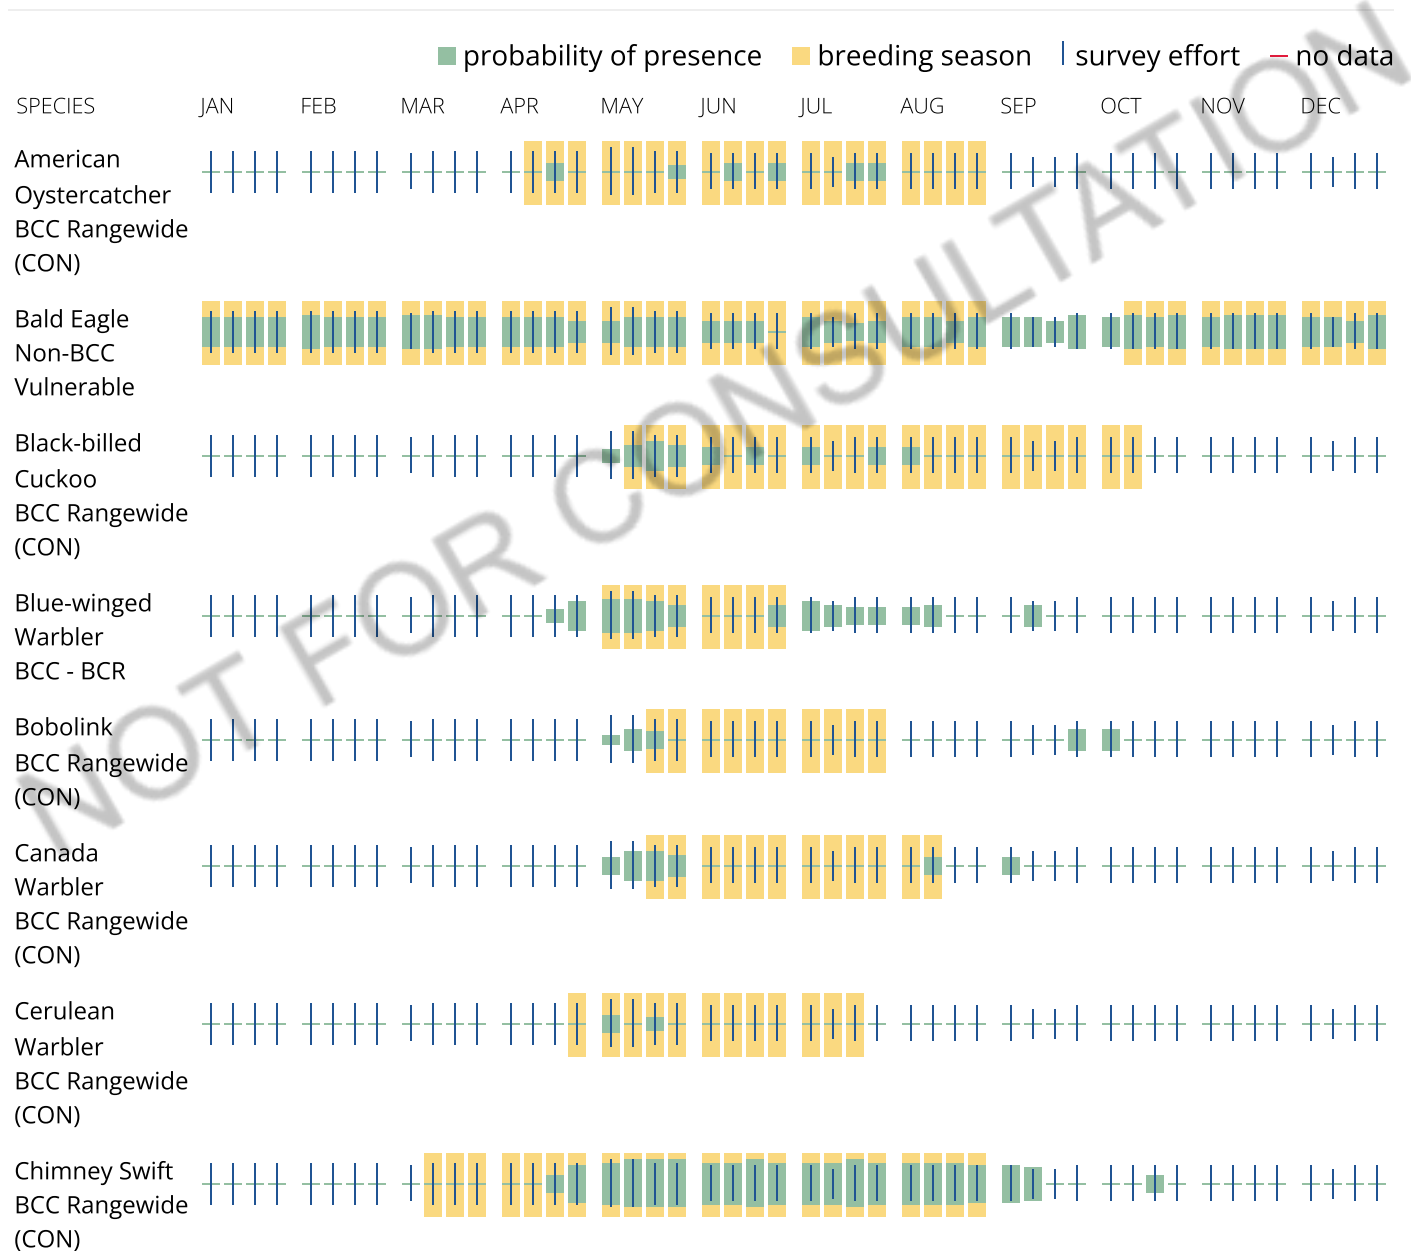 probability of presence breeding season survey effort no data
SPECIES JAN FEB MAR APR MAY JUN JUL AUG SEP OCT NOV DEC
American
Oystercatcher
BCC Rangewide
(CON)
Bald Eagle
Non-BCC
Vulnerable
Black-billed
Cuckoo
BCC Rangewide
(CON)
Blue-winged
Warbler
BCC - BCR
Bobolink
BCC Rangewide
(CON)
Canada
Warbler
BCC Rangewide
(CON)
Cerulean
Warbler
BCC Rangewide
(CON)
Chimney Swift
BCC Rangewide
(CON)
NOT FOR CONSULTATION